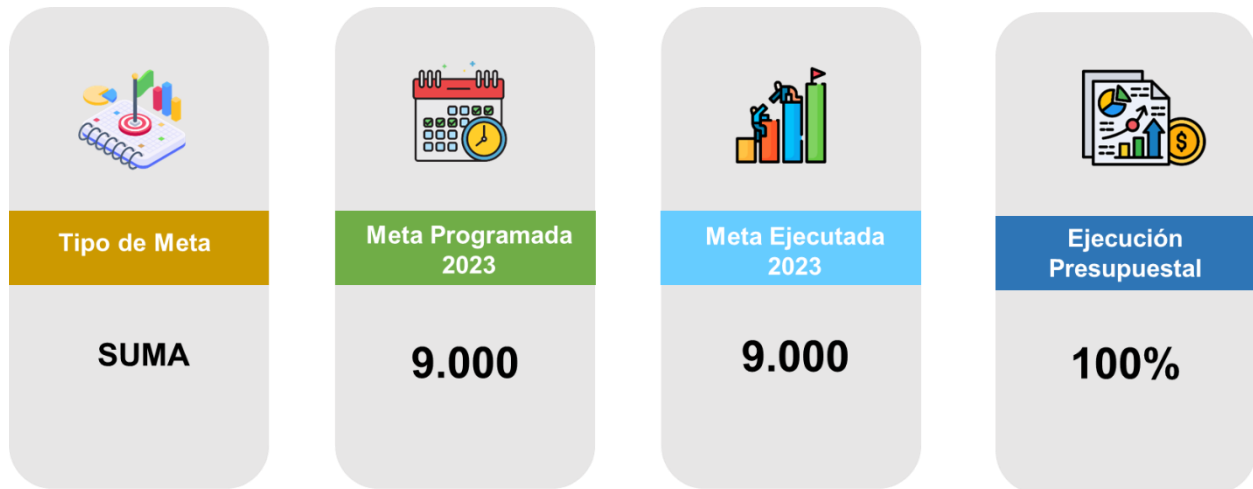 Tipo de Meta
SUMA
Meta Programada
2023
9.000
Meta Ejecutada
2023
9.000
Ejecución
Presupuestal
100%